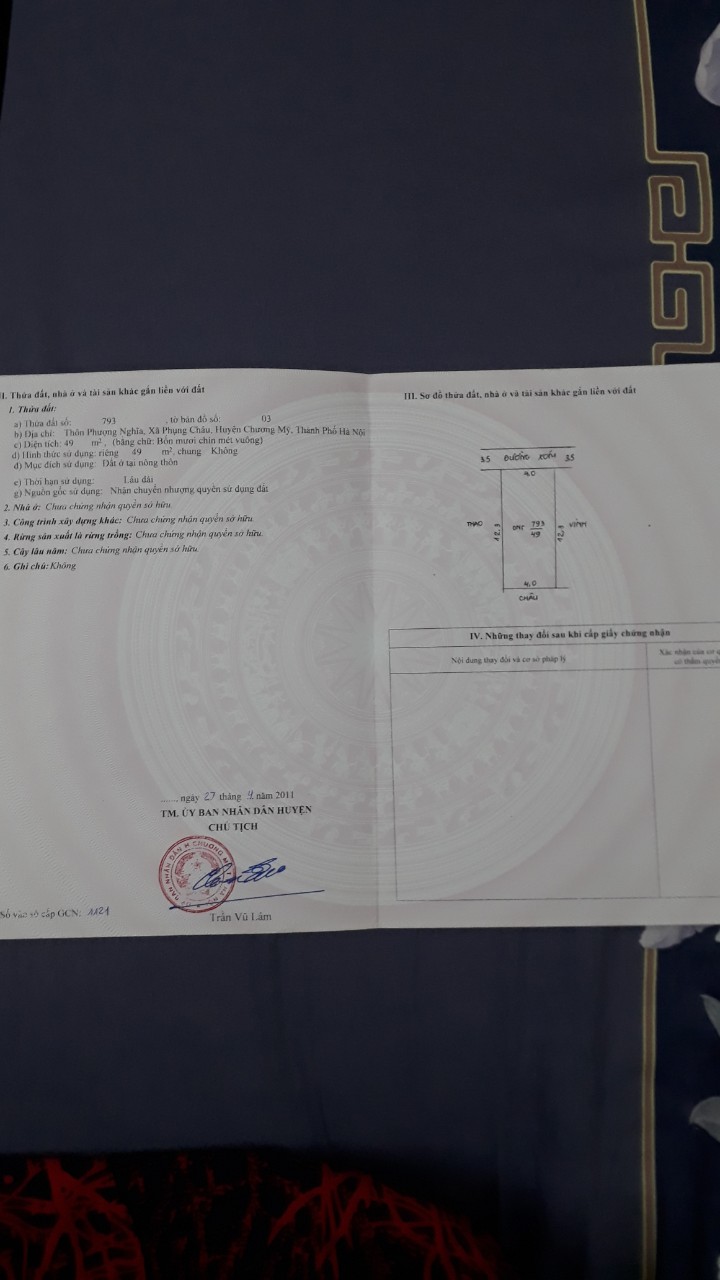 II. Thửa đất, nhà ở và tài sản khác gắn liền với đất
1. Thửa đất:
a) Thửa đất số: 793 , tờ bản đồ số: 03
b) Địa chỉ: Thôn Phượng Nghĩa, Xã Phụng Châu, Huyện Chương Mỹ, Thành Phố Hà Nội
c) Diện tích: 49 m², (bằng chữ: Bốn mươi chín mét vuông)
d) Hình thức sử dụng: riêng 49 m², chung Không
đ) Mục đích sử dụng: Đất ở tại nông thôn
e) Thời hạn sử dụng: Lâu dài
g) Nguồn gốc sử dụng: Nhận chuyển nhượng quyền sử dụng đất
2. Nhà ở: Chưa chứng nhận quyền sở hữu
3. Công trình xây dựng khác: Chưa chứng nhận quyền sở hữu
4. Rừng sản xuất là rừng trồng: Chưa chứng nhận quyền sở hữu
5. Cây lâu năm: Chưa chứng nhận quyền sở hữu
6. Ghi chú: Không
......, ngày 27 tháng 4 năm 2011
TM. ỦY BAN NHÂN DÂN HUYỆN
CHỦ TỊCH
Trần Vũ Lâm
Số vào sổ cấp GCN: 1121
III. Sơ đồ thửa đất, nhà ở và tài sản khác gắn liền với đất
3.5 ĐƯỜNG XÓM 3.5
4.0
THAO 12,3 ONT 793 12,3
49
4.0
CHÂU
IV. Những thay đổi sau khi cấp giấy chứng nhận
Nội dung thay đổi và cơ sở pháp lý
Xác nhận của cơ q
có thẩm quyề